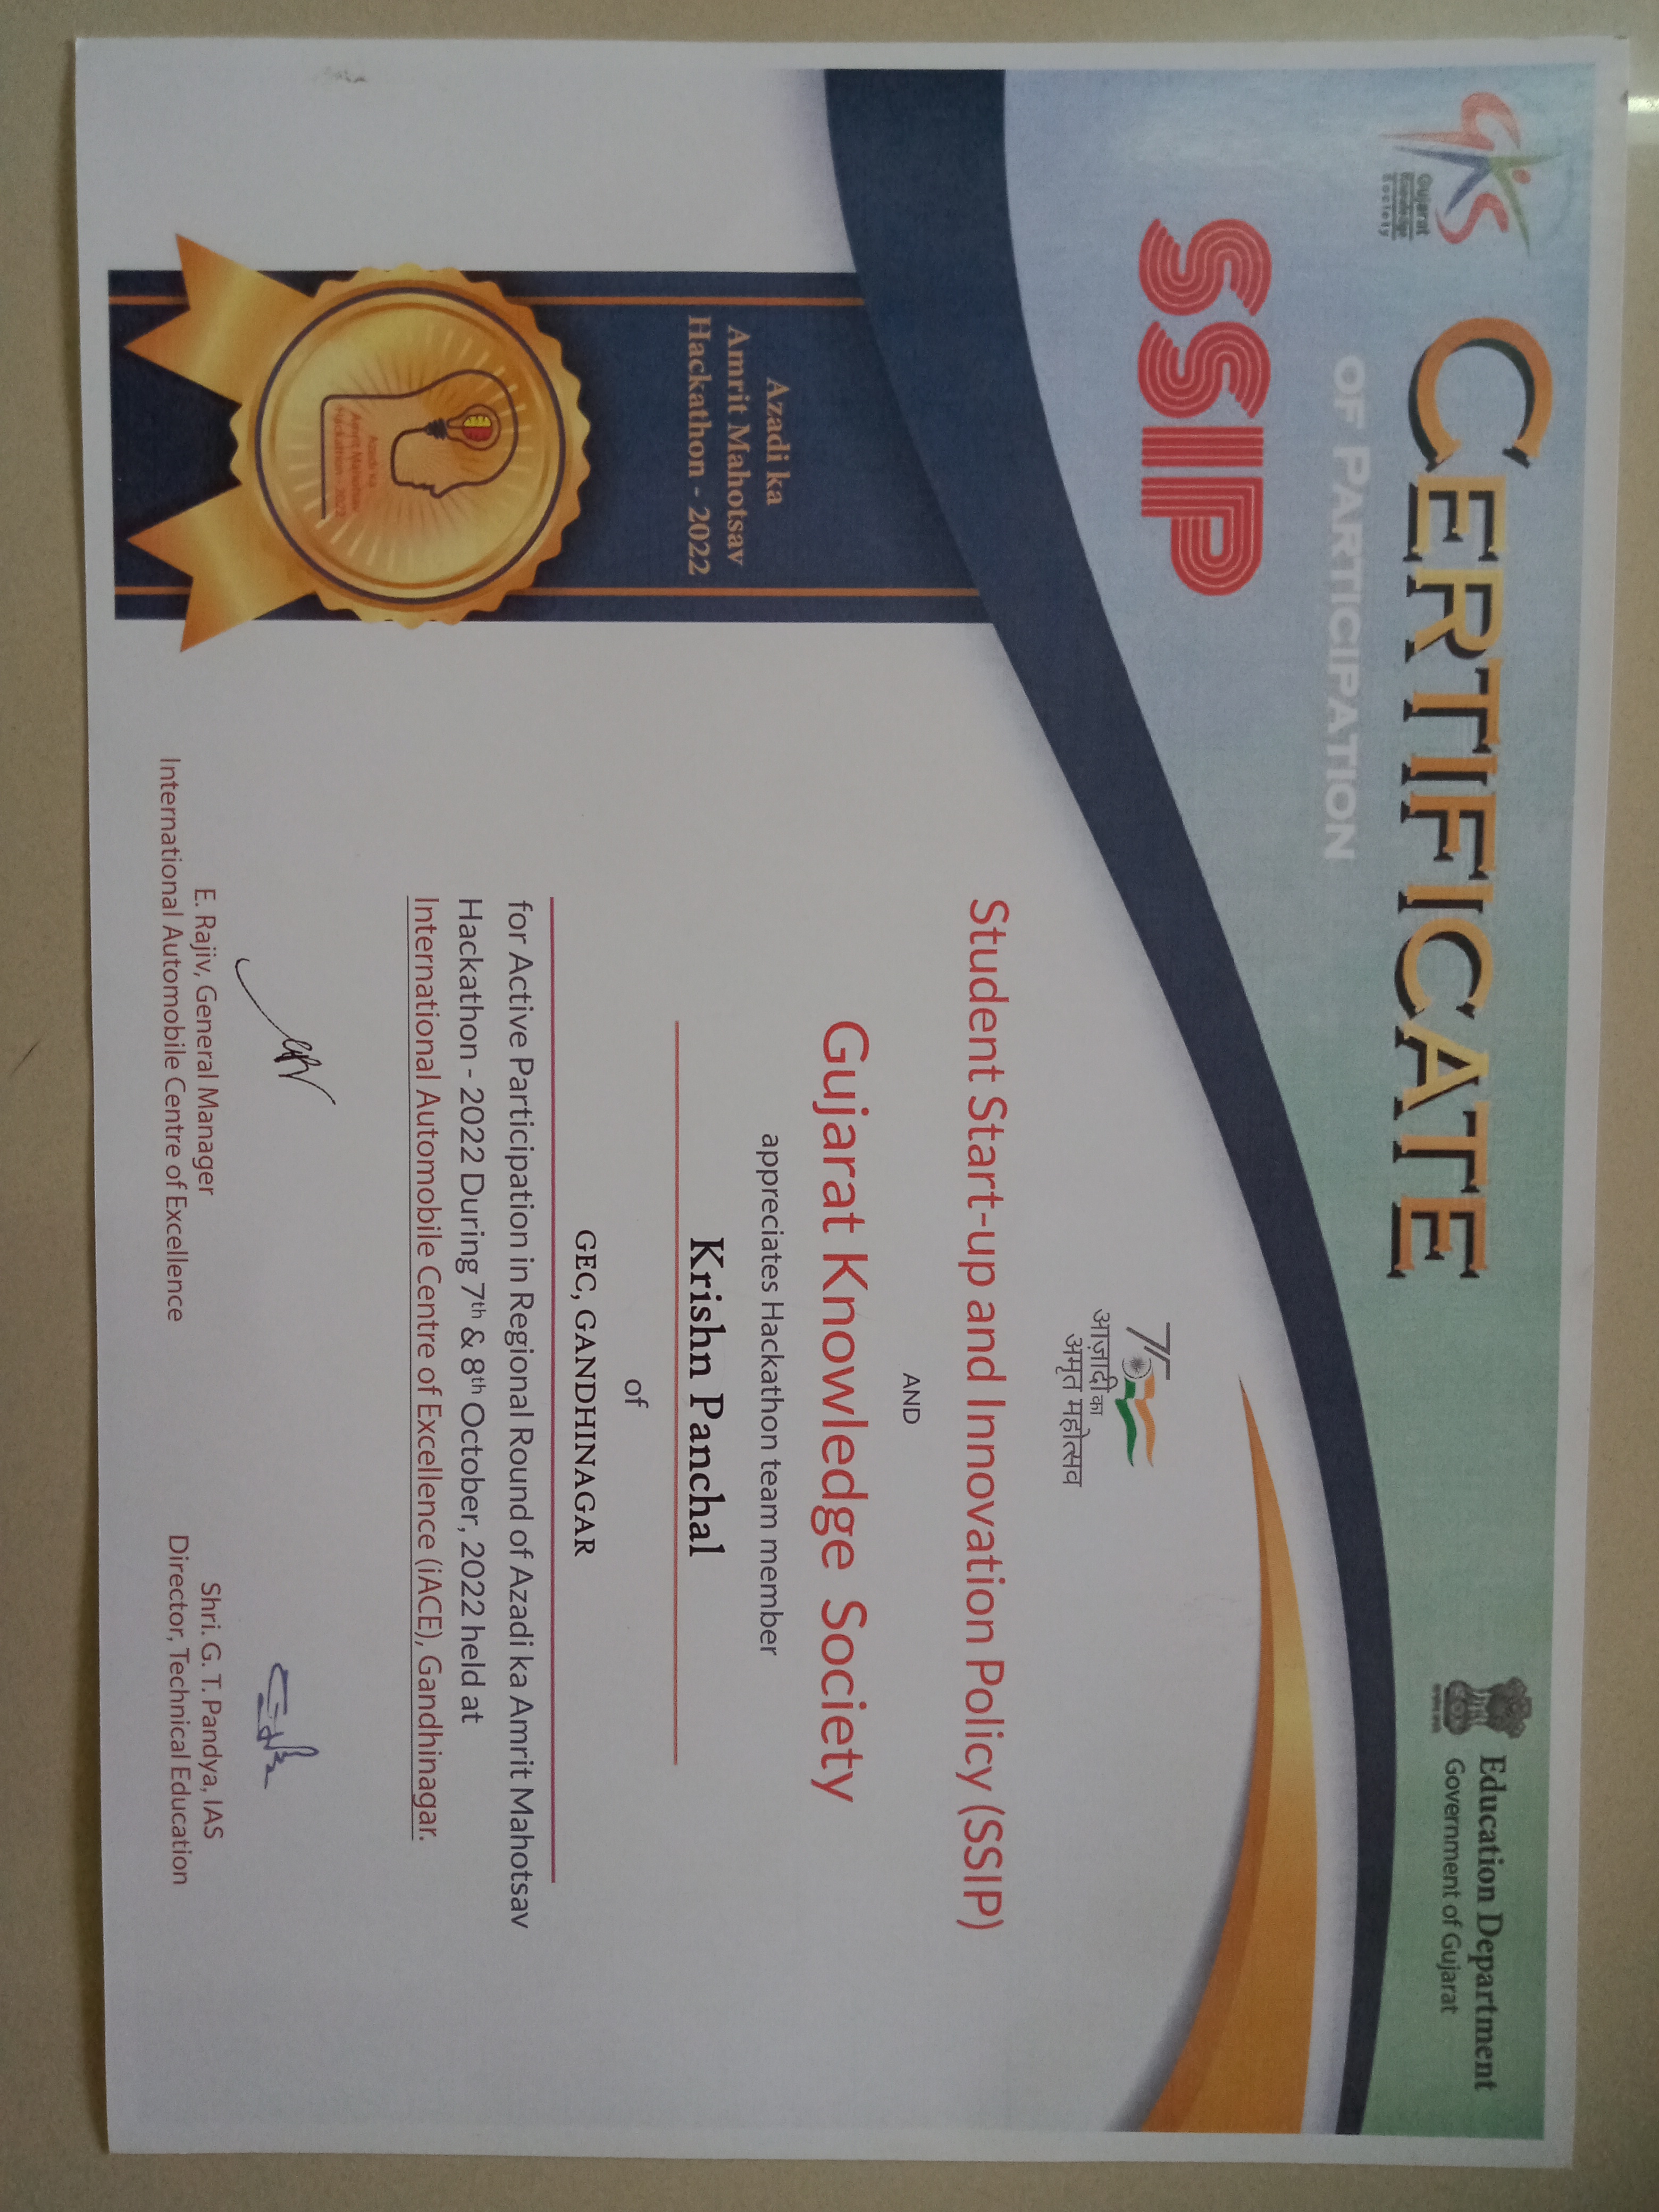 GKS
Gujarat
Knowledge
Society
CERTIFICATE
OF PARTICIPATION
Education Department
Government of Gujarat
SSIP
75
आज़ादी का
अमृत महोत्सव
Student Start-up and Innovation Policy (SSIP)
AND
Gujarat Knowledge Society
appreciates Hackathon team member
Krishn Panchal
of
GEC, GANDHINAGAR
for Active Participation in Regional Round of Azadi ka Amrit Mahotsav
Hackathon - 2022 During 7th & 8th October, 2022 held at
International Automobile Centre of Excellence (iACE), Gandhinagar.
Azadi ka
Amrit Mahotsav
Hackathon - 2022
Azadi ka
Amrit Mahotsav
Hackathon - 2022
E. Rajiv, General Manager
International Automobile Centre of Excellence
Shri. G. T. Pandya, IAS
Director, Technical Education